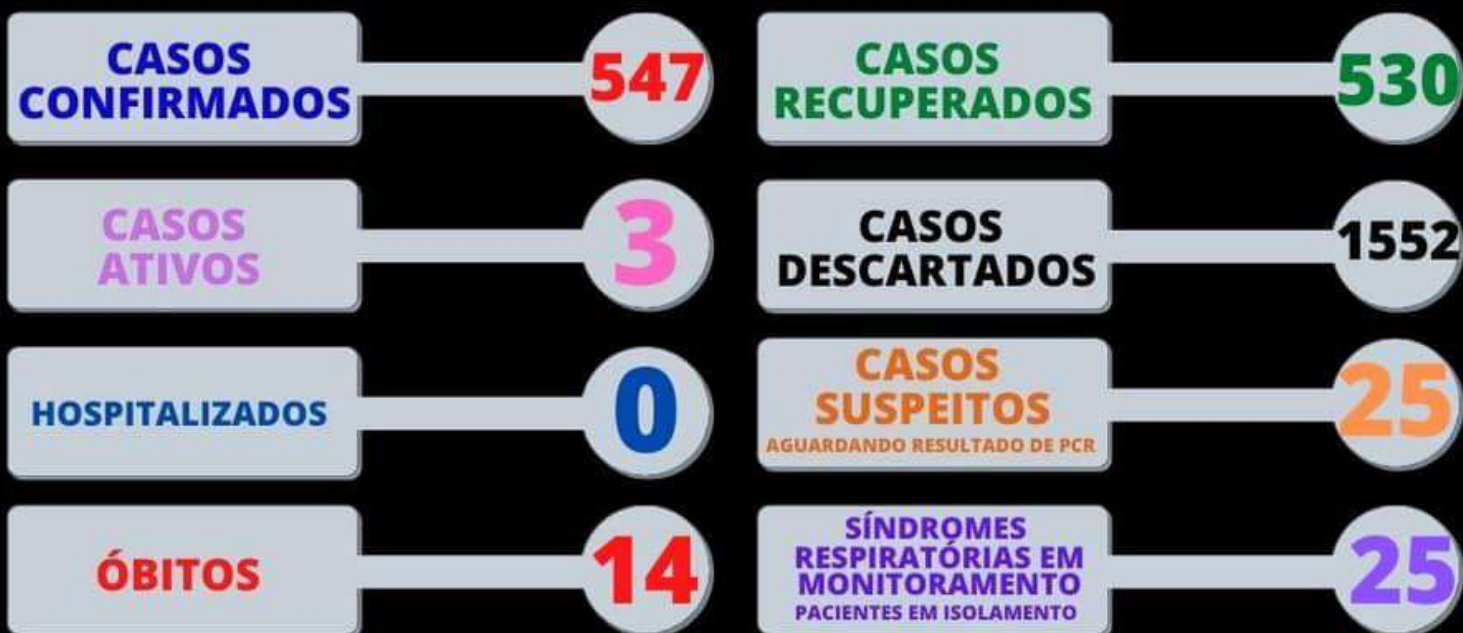 CASOS
CONFIRMADOS
547
CASOS
RECUPERADOS
530
CASOS
ATIVOS
3
CASOS
DESCARTADOS
1552
HOSPITALIZADOS
0
CASOS
SUSPEITOS
AGUARDANDO RESULTADO DE PCR
25
ÓBITOS
14
SÍNDROMES
RESPIRATÓRIAS EM
MONITORAMENTO
PACIENTES EM ISOLAMENTO
25